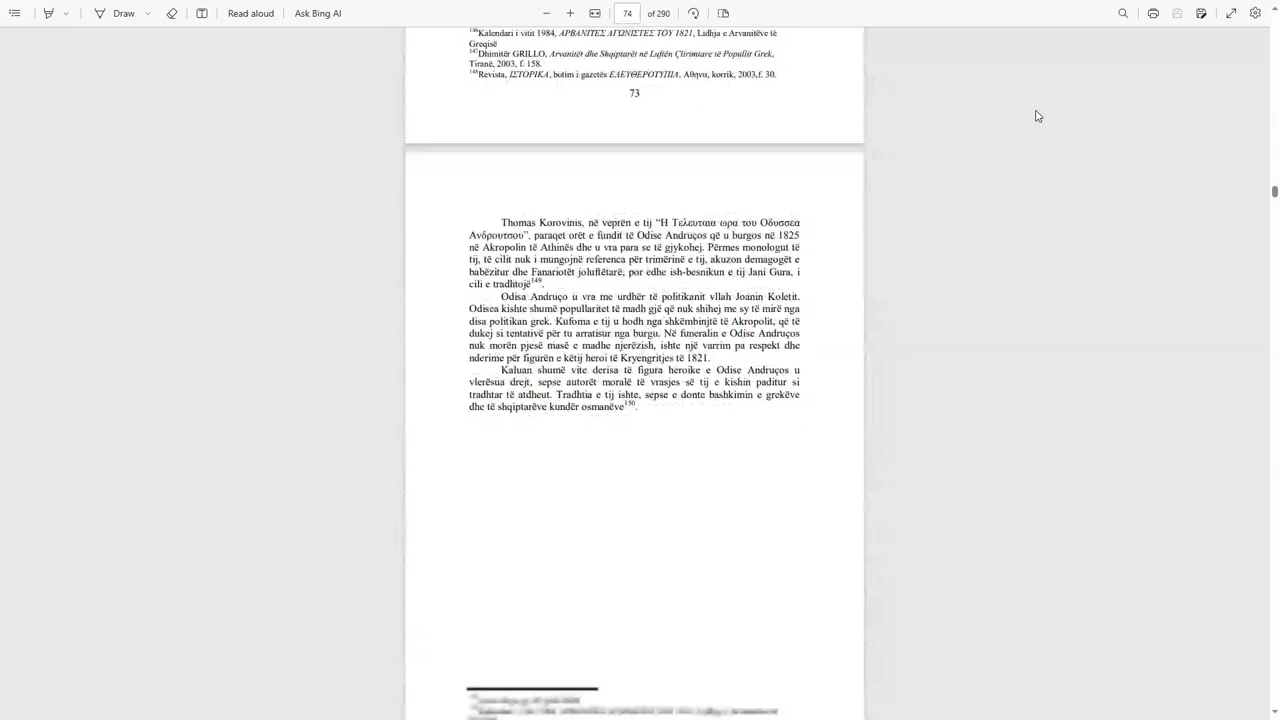 Draw
Read aloud
Ask Bing AI
74
of 290
146Kalendari i vitit 1984, ΑΡΒΑΝΙΤΕΣ ΑΓΩΝΙΣΤΕΣ ΤΟΥ 1821, Lidhja e Arvanitëve të
Greqisë
147Dhimitër GRILLO, Arvanitët dhe Shqiptarët në Luftën Çlirimtare të Popullit Grek,
Tiranë, 2003, f. 158.
148Revista, ΙΣΤΟΡΙΚΑ, botim i gazetës ΕΛΕΥΘΕΡΟΤΥΠΙΑ, Αθηνα, korrik, 2003,f. 30.
73
Thomas Korovinis, në veprën e tij “Η Τελευταια ωρα του Οδυσσεα
Ανδρουτσου”, paraqet orët e fundit të Odise Andruços që u burgos në 1825
në Akropolin të Athinës dhe u vra para se të gjykohej. Përmes monologut të
tij, të cilit nuk i mungojnë referenca për trimërinë e tij, akuzon demagogët e
babëzitur dhe Fanariotët joluftëtarë, por edhe ish-besnikun e tij Jani Gura, i
cili e tradhtojë149.
Odisa Andruço u vra me urdhër të politikanit vllah Joanin Koletit.
Odisea kishte shumë popullaritet të madh gjë që nuk shihej me sy të mirë nga
disa politikan grek. Kufoma e tij u hodh nga shkëmbinjtë të Akropolit, që të
dukej si tentativë për tu arratisur nga burgu. Në funeralin e Odise Andruços
nuk morën pjesë masë e madhe njerëzish, ishte një varrim pa respekt dhe
nderime për figurën e këtij heroi të Kryengritjes të 1821.
Kaluan shumë vite derisa të figura heroike e Odise Andruços u
vlerësua drejt, sepse autorët moralë të vrasjes së tij e kishin paditur si
tradhtar të atdheut. Tradhtia e tij ishte, sepse e donte bashkimin e grekëve
dhe të shqiptarëve kundër osmanëve150.